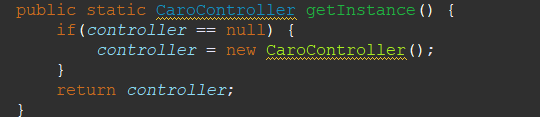 public static CaroController getInstance() {
if(controller == null) {
controller = new CaroController();
}
return controller;
}